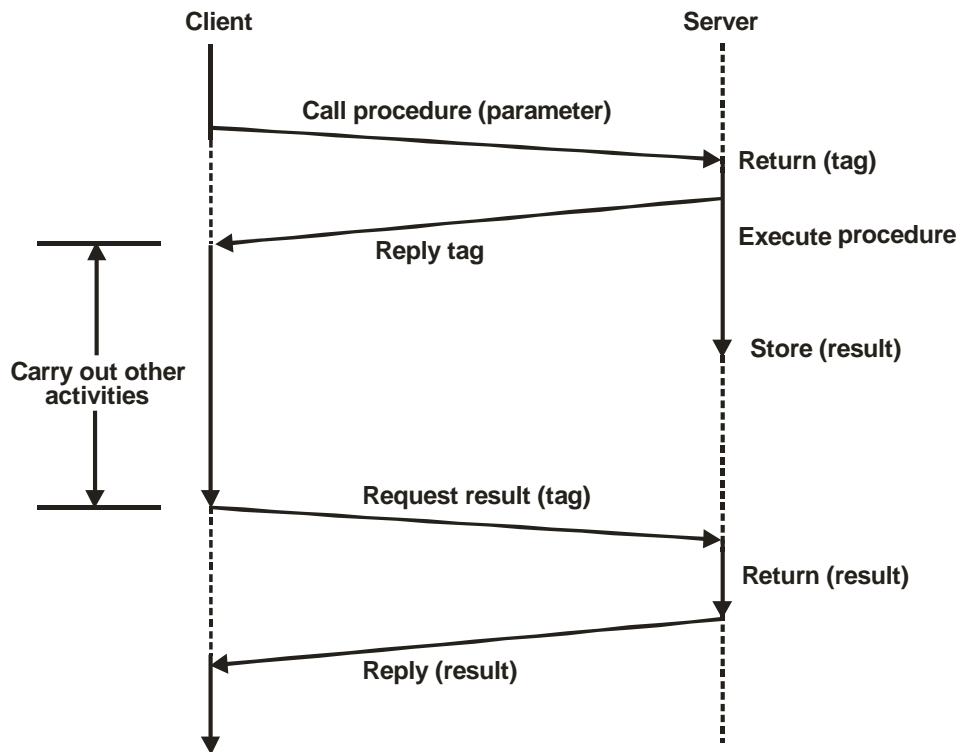 Client
Server
Call procedure (parameter)
Return (tag)
Reply tag
Execute procedure
Store (result)
Carry out other
activities
Request result (tag)
Return (result)
Reply (result)